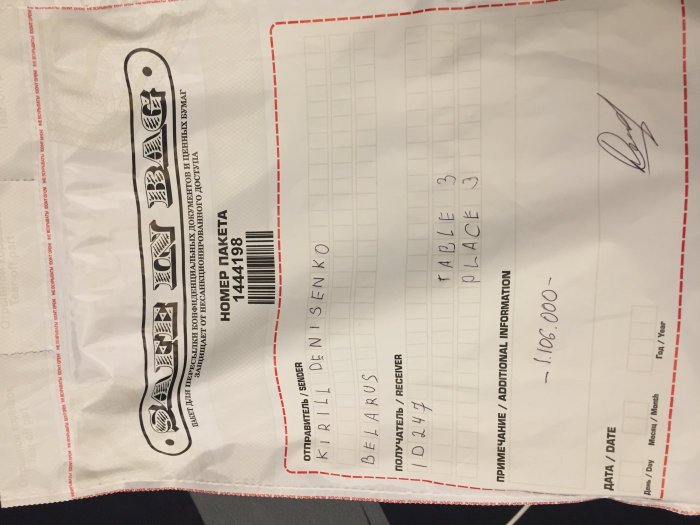 SAFE IN BAG
ПАКЕТ ДЛЯ ПЕРЕСЫЛКИ КОНФИДЕНЦИАЛЬНЫХ ДОКУМЕНТОВ И ЦЕННЫХ БУМАГ
ЗАЩИЩАЕТ ОТ НЕСАНКЦИОНИРОВАННОГО ДОСТУПА
НОМЕР ПАКЕТА
1444198
ОТПРАВИТЕЛЬ / SENDER
KIRILL DENISENKO
BELARUS
ПОЛУЧАТЕЛЬ / RECEIVER
ID247
TABLE 3
PLACE 3
ПРИМЕЧАНИЕ / ADDITIONAL INFORMATION
- 1.106.000 -
ДАТА / DATE
День / Day Месяц / Month Год / Year